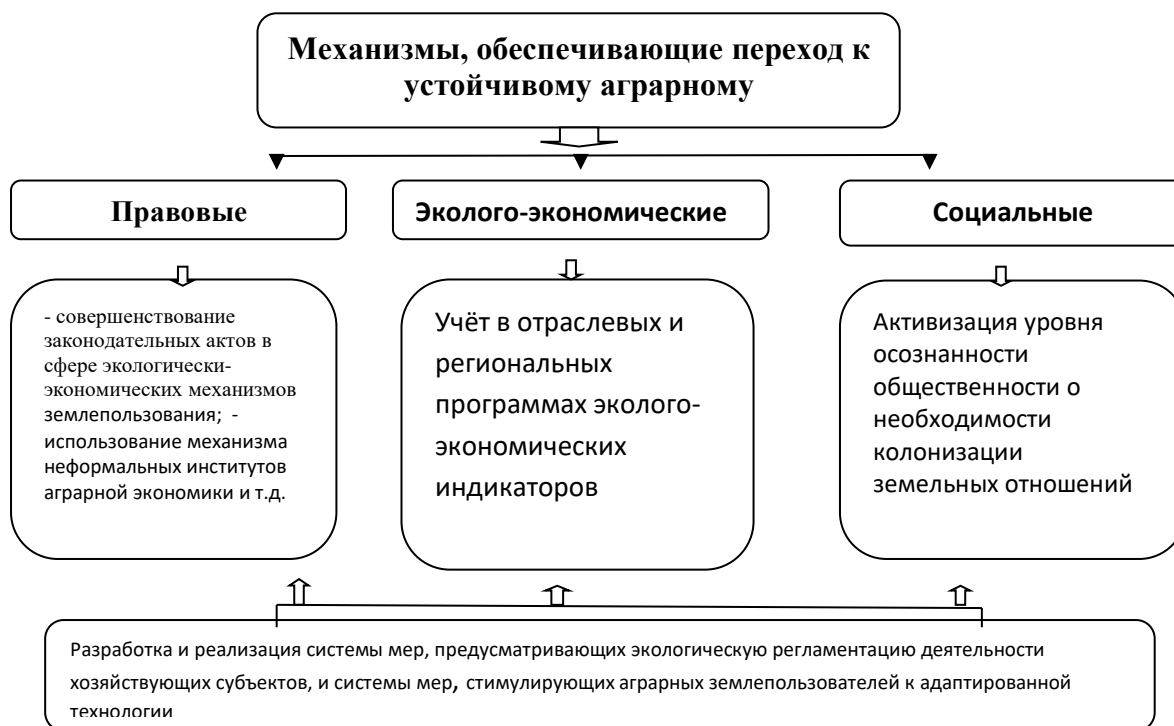 Механизмы, обеспечивающие переход к
устойчивому аграрному
Правовые
Эколого-экономические
Социальные
- совершенствование
законодательных актов в
сфере экологически-
экономических механизмов
землепользования; -
использование механизма
неформальных институтов
аграрной экономики и т.д.
Учёт в отраслевых и
региональных
программах эколого-
экономических
индикаторов
Активизация уровня
осознанности
общественности о
необходимости
колонизации
земельных отношений
Разработка и реализация системы мер, предусматривающих экологическую регламентацию деятельности
хозяйствующих субъектов, и системы мер, стимулирующих аграрных землепользователей к адаптированной
технологии